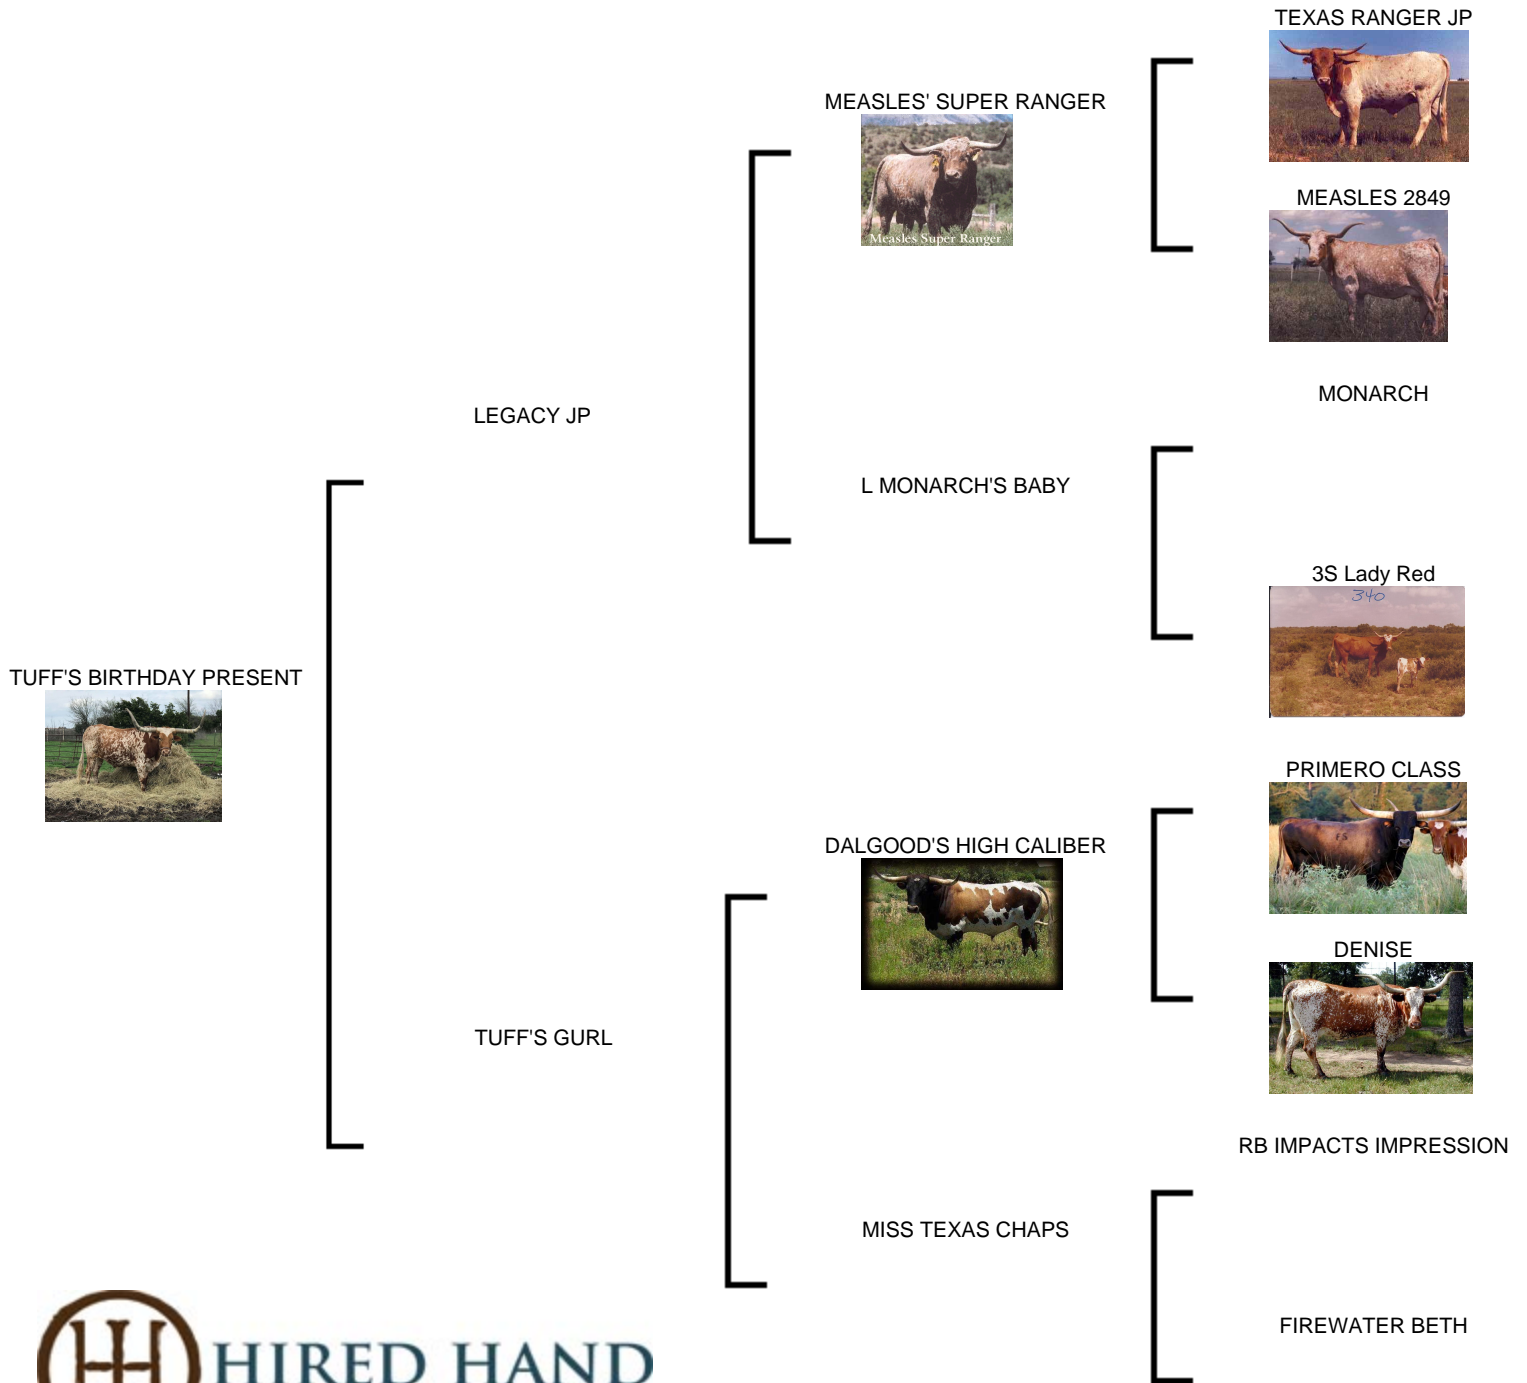 TEXAS RANGER JP
MEASLES' SUPER RANGER
Measles Super Ranger
MEASLES 2849
MONARCH
LEGACY JP
L MONARCH'S BABY
3S Lady Red
340
TUFF'S BIRTHDAY PRESENT
PRIMERO CLASS
DALGOOD'S HIGH CALIBER
DENISE
TUFF'S GURL
RB IMPACTS IMPRESSION
MISS TEXAS CHAPS
FIREWATER BETH
HIRED HAND